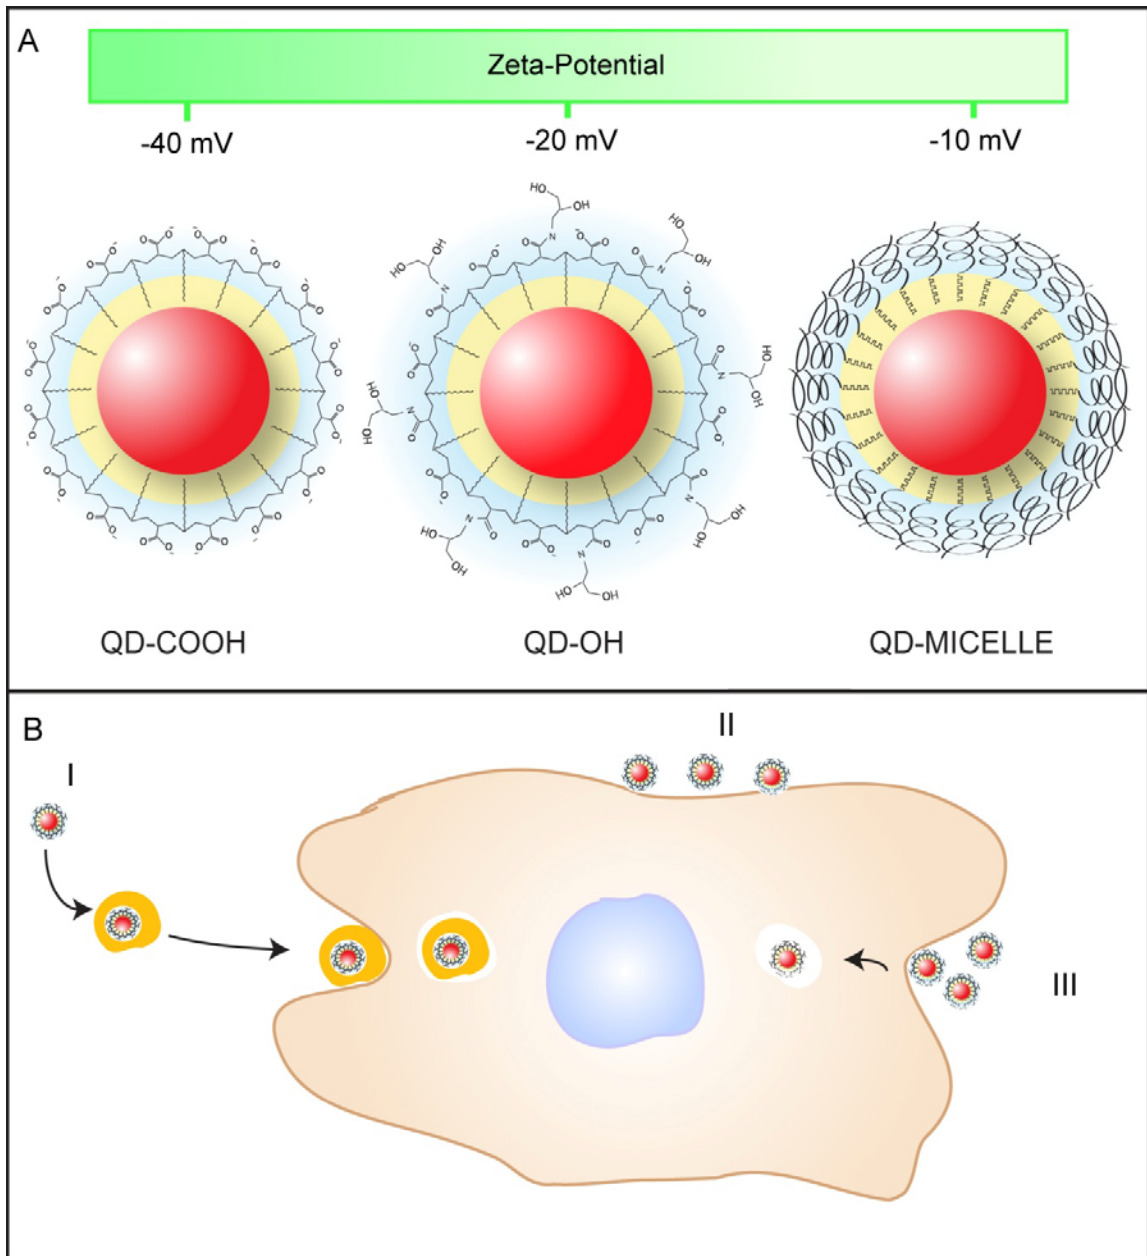 A
Zeta-Potential
-40 mV
-20 mV
-10 mV
QD-COOH
QD-OH
QD-MICELLE
B
I
II
III